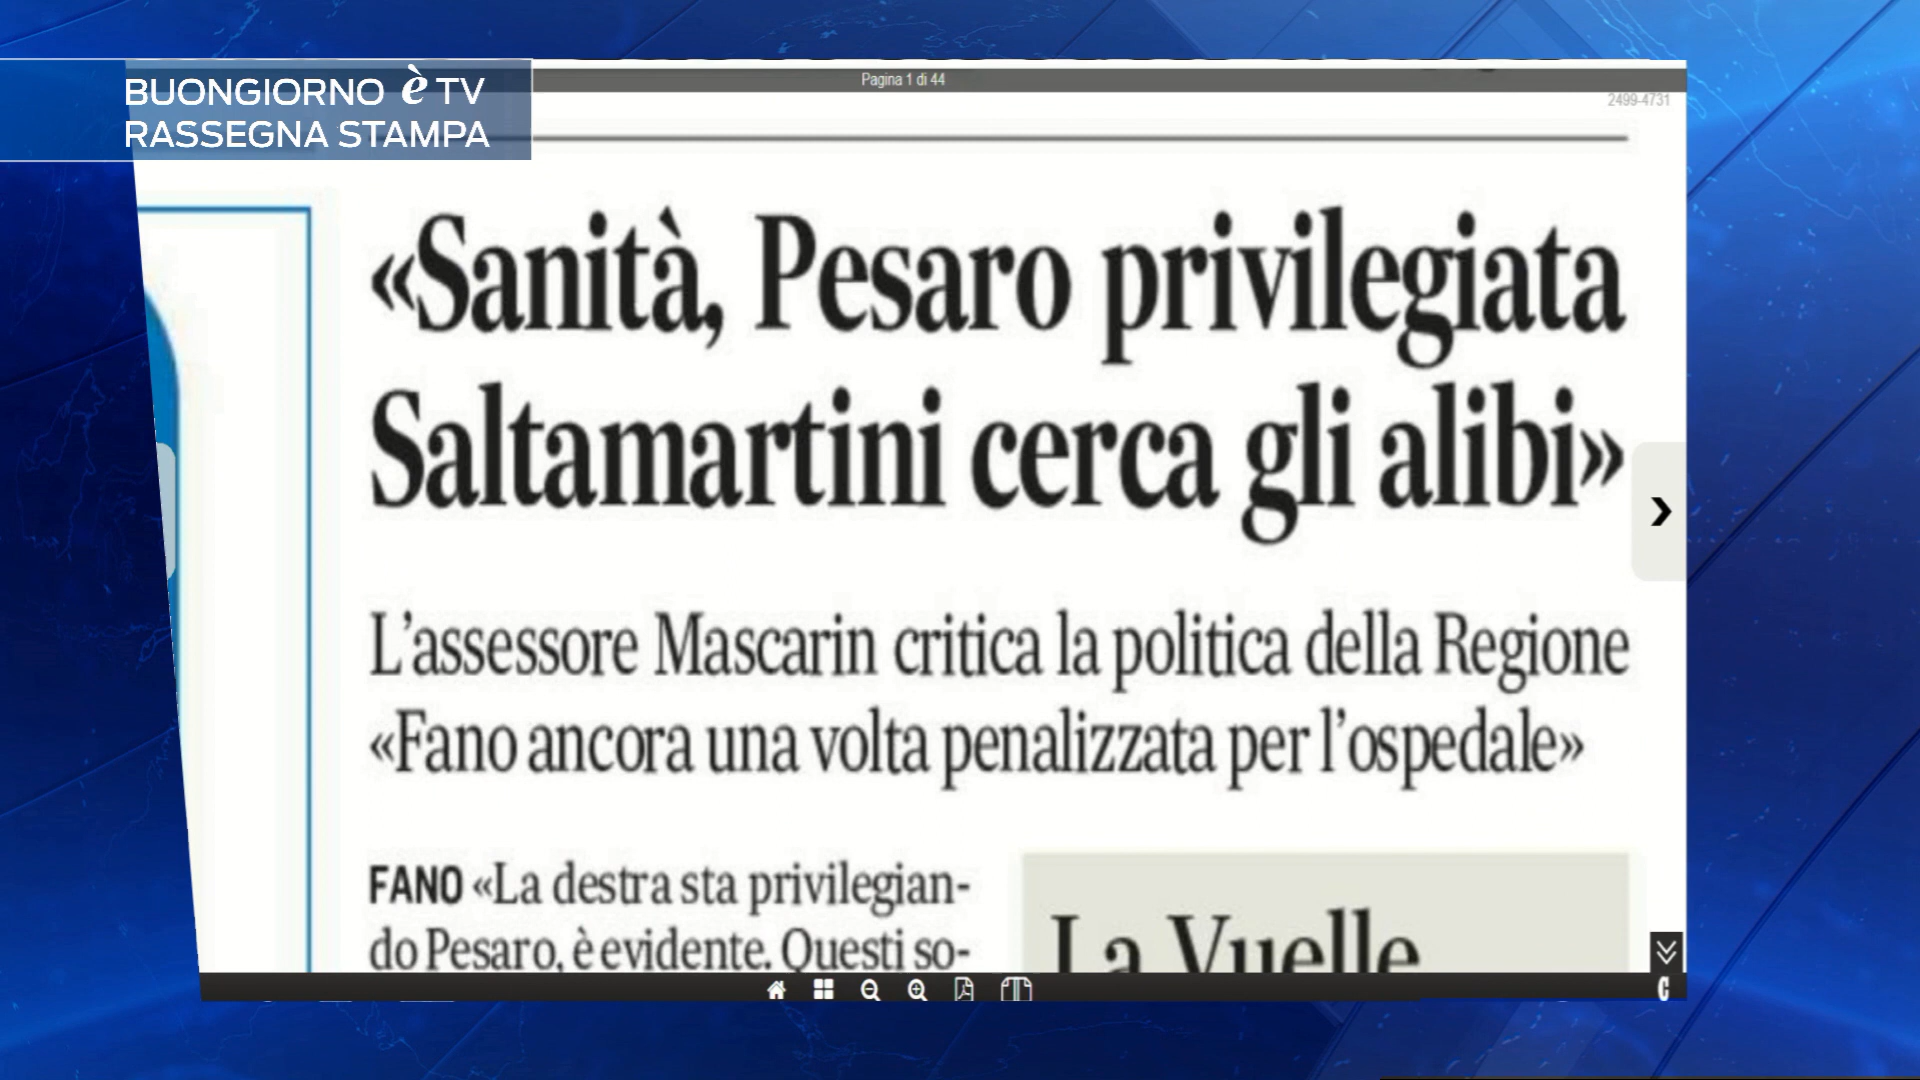 BUONGIORNO è TV
RASSEGNA STAMPA
Pagina 1 di 44
2499-4731
«Sanità, Pesaro privilegiata
Saltamartini cerca gli alibi»
L'assessore Mascarin critica la politica della Regione
«Fano ancora una volta penalizzata per l'ospedale»
FANO «La destra sta privilegian-
do Pesaro, è evidente. Questi so-
La Vuelle